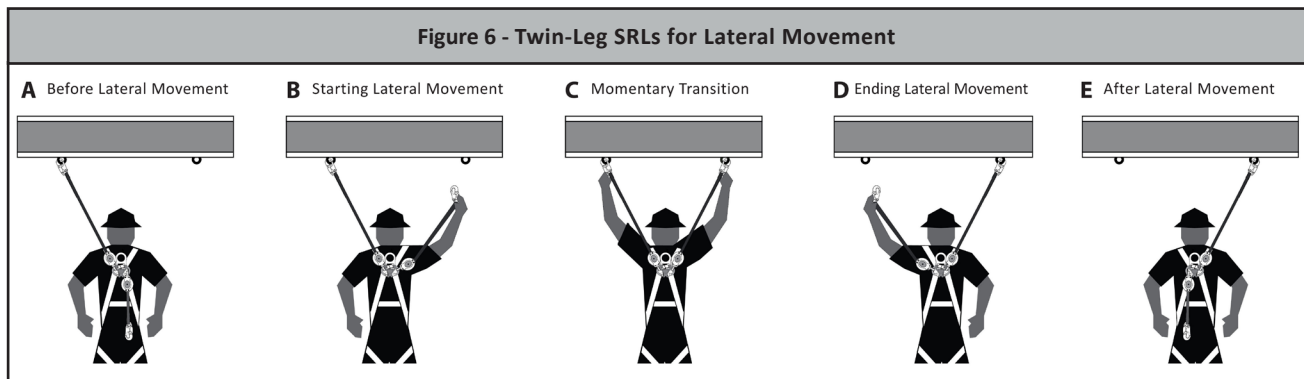 Figure 6 - Twin-Leg SRLs for Lateral Movement
A Before Lateral Movement
B Starting Lateral Movement
C Momentary Transition
D Ending Lateral Movement
E After Lateral Movement